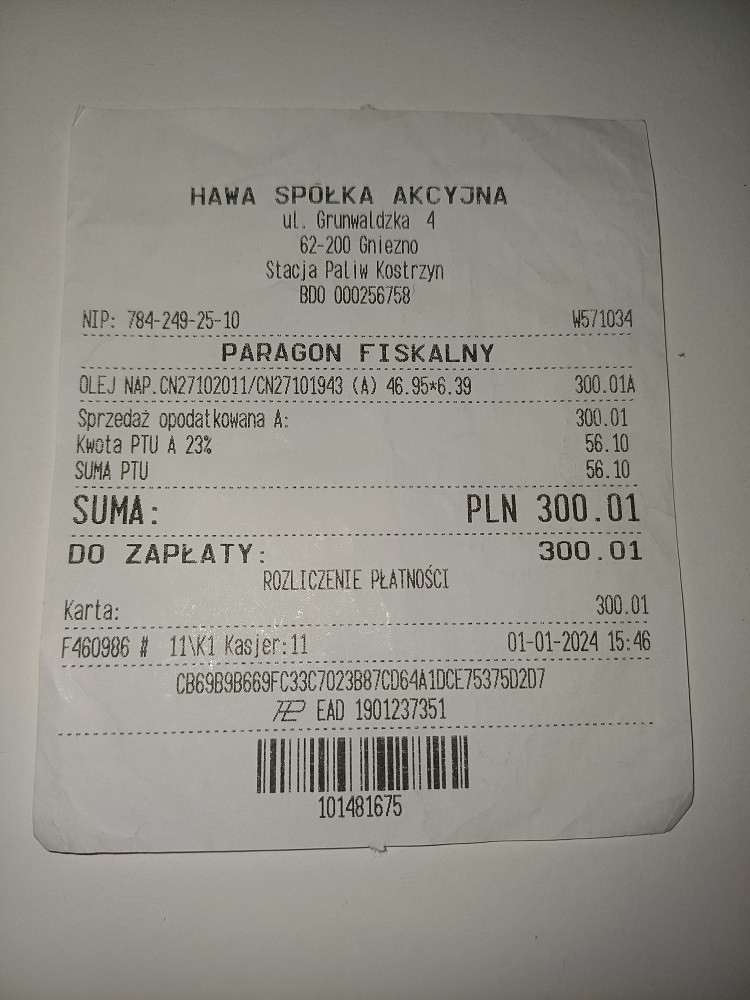 HAWA SPÓŁKA AKCYJNA
ul. Grunwaldzka 4
62-200 Gniezno
Stacja Paliw Kostrzyn
BDO 000256758
NIP: 784-249-25-10 W571034
PARAGON FISKALNY
OLEJ NAP.CN27102011/CN27101943 (A) 46.95*6.39 300.01A
Sprzedaż opodatkowana A: 300.01
Kwota PTU A 23% 56.10
SUMA PTU 56.10
SUMA: PLN 300.01
DO ZAPŁATY: 300.01
ROZLICZENIE PŁATNOŚCI
Karta: 300.01
F460986 # 11\K1 Kasjer:11 01-01-2024 15:46
CB69B9B669FC33C7023B87CD64A1DCE75375D2D7
EAD 1901237351
101481675